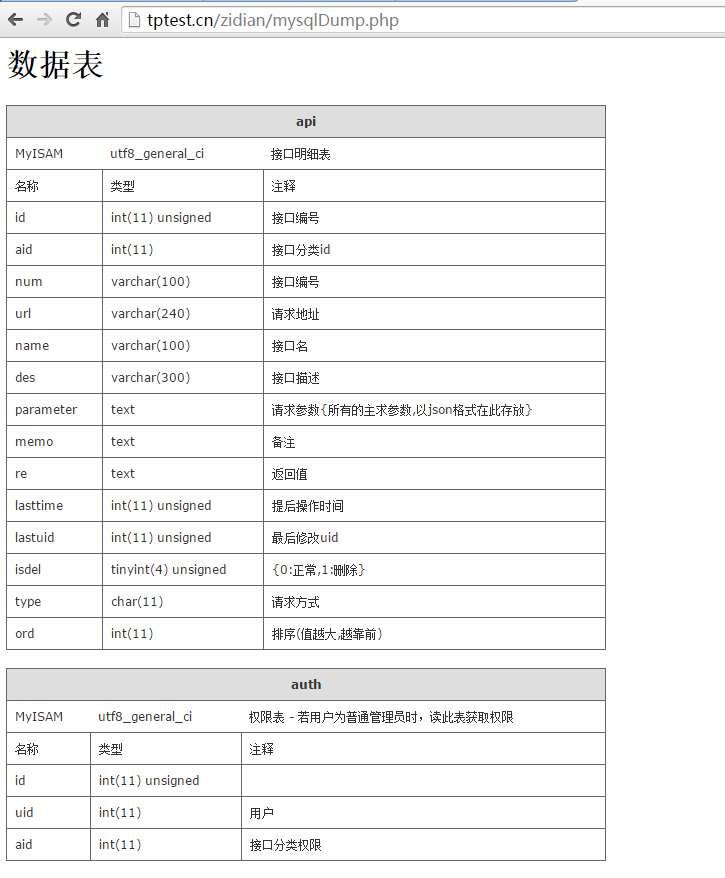 tptest.cn/zidian/mysqlDump.php
数据表
api
MyISAM utf8_general_ci 接口明细表
名称 类型 注释
id int(11) unsigned 接口编号
aid int(11) 接口分类id
num varchar(100) 接口编号
url varchar(240) 请求地址
name varchar(100) 接口名
des varchar(300) 接口描述
parameter text 请求参数{所有的主求参数,以json格式在此存放}
memo text 备注
re text 返回值
lasttime int(11) unsigned 提后操作时间
lastuid int(11) unsigned 最后修改uid
isdel tinyint(4) unsigned {0:正常,1:删除}
type char(11) 请求方式
ord int(11) 排序(值越大,越靠前)
auth
MyISAM utf8_general_ci 权限表 - 若用户为普通管理员时，读此表获取权限
名称 类型 注释
id int(11) unsigned
uid int(11) 用户
aid int(11) 接口分类权限